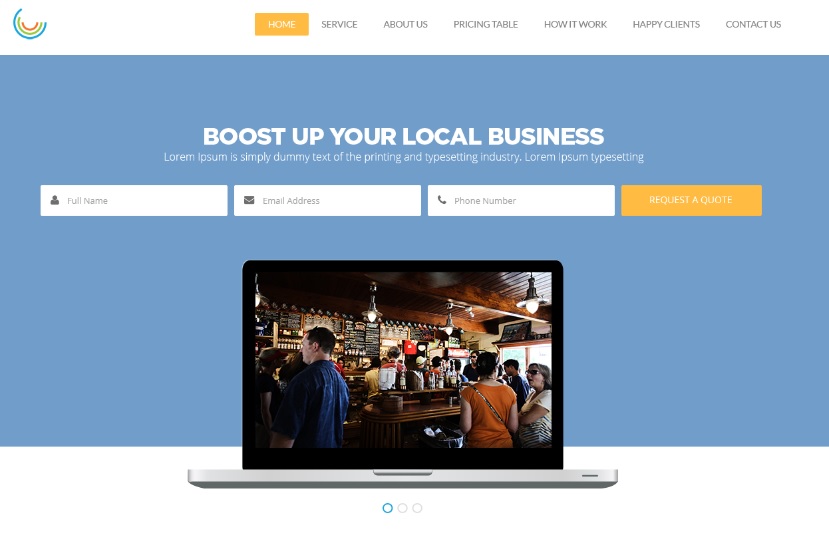 HOME SERVICE ABOUT US PRICING TABLE HOW IT WORK HAPPY CLIENTS CONTACT US
BOOST UP YOUR LOCAL BUSINESS
Lorem Ipsum is simply dummy text of the printing and typesetting industry. Lorem Ipsum typesetting
Full Name Email Address Phone Number REQUEST A QUOTE